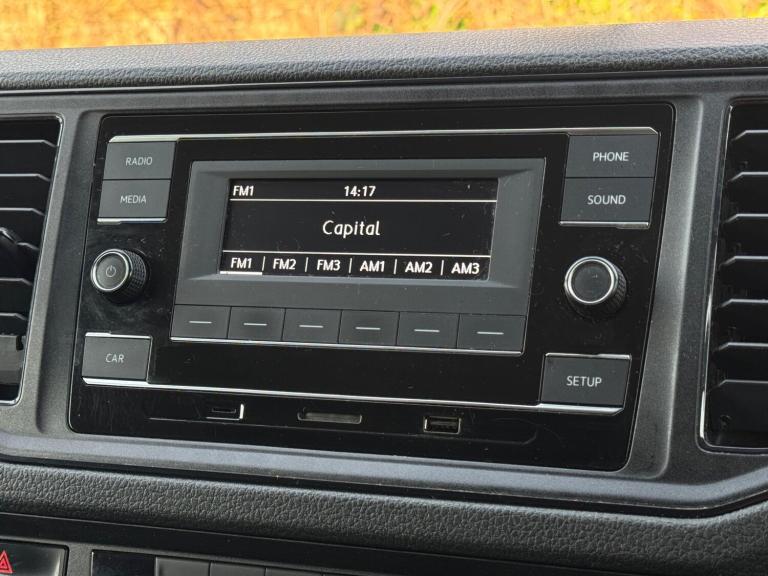 RADIO
PHONE
MEDIA
SOUND
FM1 14:17
Capital
FM1 | FM2 | FM3 | AM1 | AM2 | AM3
CAR
SETUP